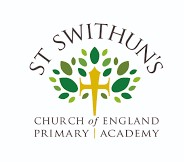 ST SWITHUN'S
CHURCH of ENGLAND
PRIMARY | ACADEMY